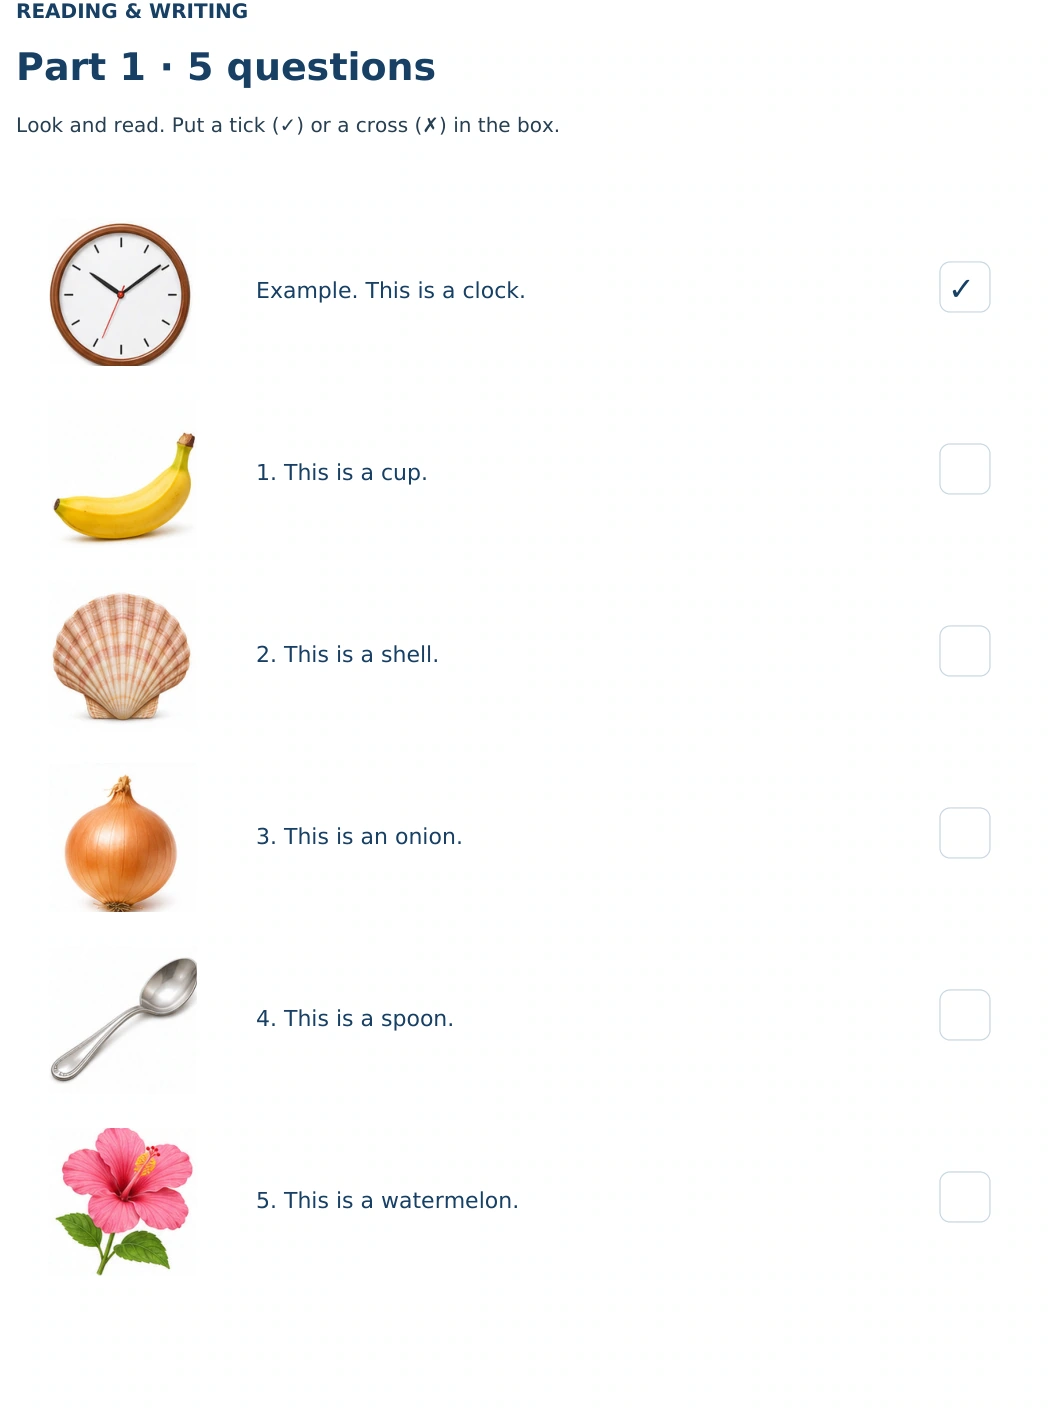 READING & WRITING
Part 1 · 5 questions
Look and read. Put a tick (✓) or a cross (✗) in the box.
Example. This is a clock.
✓
1. This is a cup.
2. This is a shell.
3. This is an onion.
4. This is a spoon.
5. This is a watermelon.